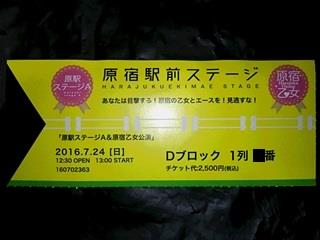 原駅
ステージA
原宿駅前ステージ
HARAJUKUEKIMAE STAGE
原宿
乙女
あなたは目撃する！原宿の乙女とエースを！見逃すな！
「原駅ステージA＆原宿乙女公演」
2016.7.24 [日]
12:30 OPEN 13:00 START
160702363
Dブロック 1列 番
チケット代:2,500円(税込)